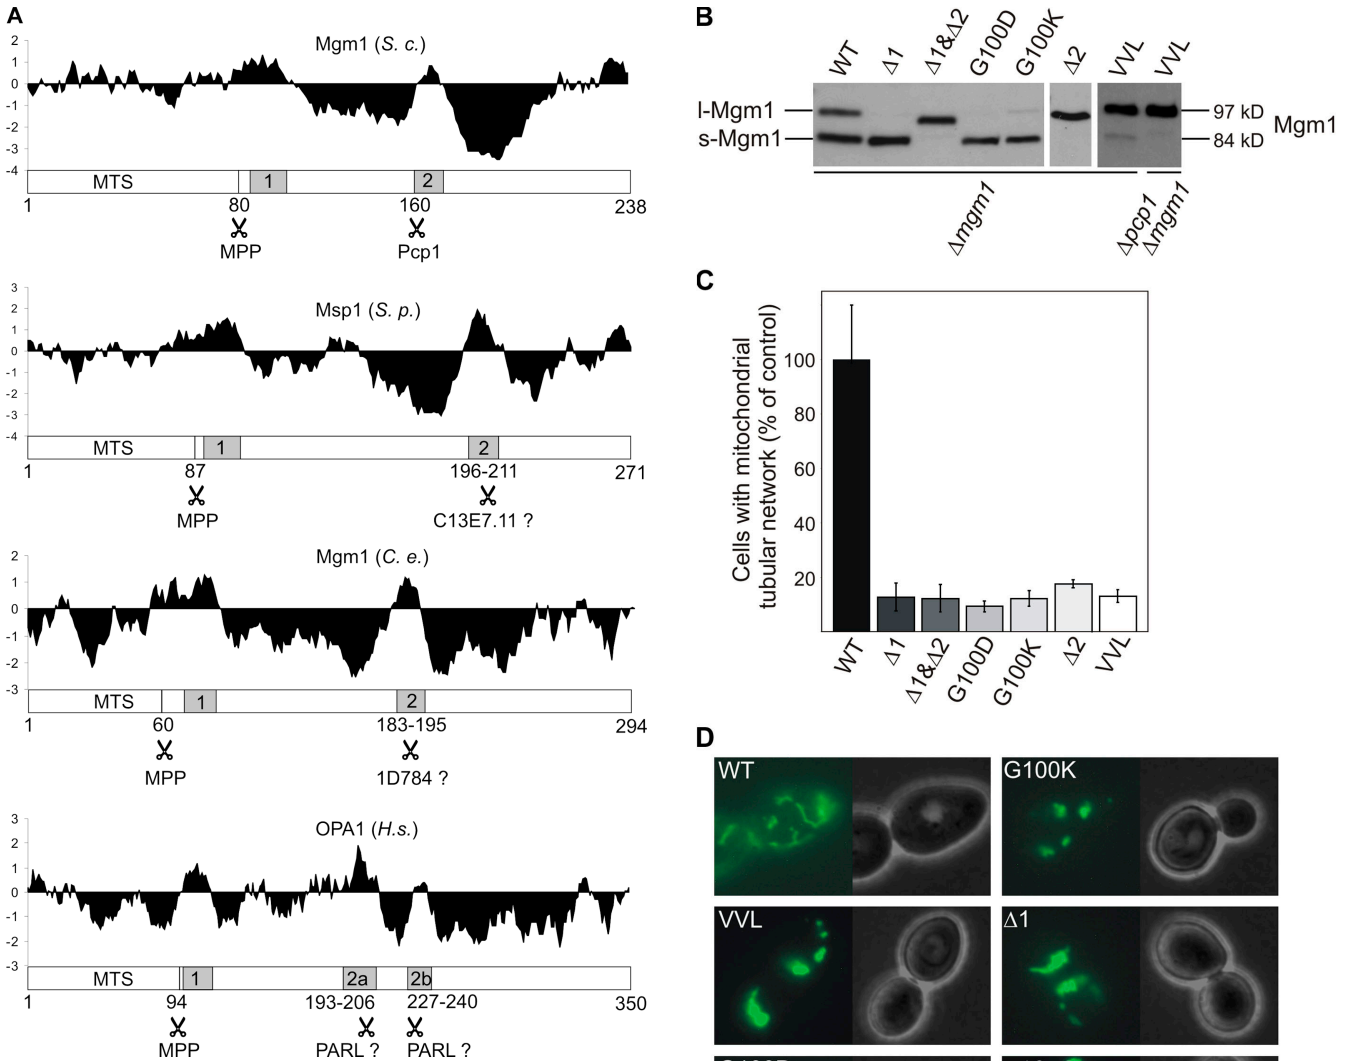 A
Mgm1 (S. c.)
2
1
0
-1
-2
-3
-4
MTS
1
2
1
80
160
238
MPP
Pcp1
Msp1 (S. p.)
3
2
1
0
-1
-2
-3
-4
MTS
1
2
1
87
196-211
271
MPP
C13E7.11 ?
Mgm1 (C. e.)
2
1
0
-1
-2
-3
MTS
1
2
1
60
183-195
294
MPP
1D784 ?
OPA1 (H.s.)
3
2
1
0
-1
-2
-3
MTS
1
2a
2b
1
94
193-206
227-240
350
MPP
PARL ?
PARL ?
B
WT
Δ1
Δ1&Δ2
G100D
G100K
Δ2
VVL
VVL
l-Mgm1
s-Mgm1
97 kD
84 kD
Mgm1
Δmgm1
Δpcp1
Δmgm1
C
Cells with mitochondrial
tubular network (% of control)
100
80
60
40
20
WT
Δ1
Δ1&Δ2
G100D
G100K
Δ2
VVL
D
WT
G100K
VVL
Δ1